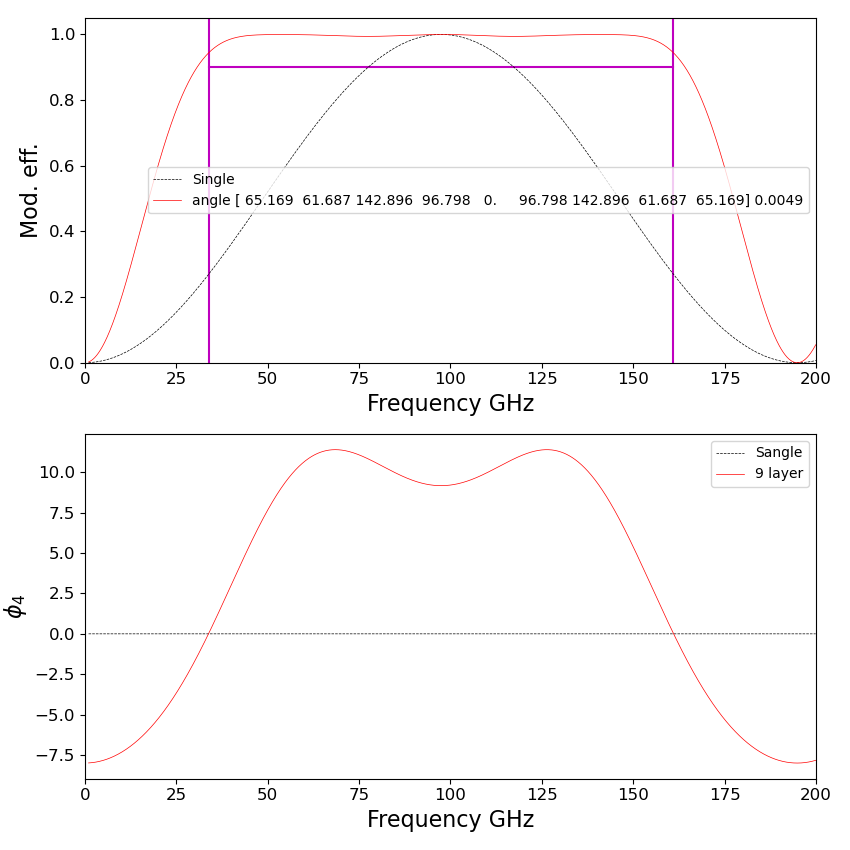 1.0
0.8
0.6
0.4
0.2
0.0
Mod. eff.
Single
angle [ 65.169 61.687 142.896 96.798 0. 96.798 142.896 61.687 65.169] 0.0049
0 25 50 75 100 125 150 175 200
Frequency GHz
10.0
7.5
5.0
2.5
0.0
−2.5
−5.0
−7.5
ϕ4
Sangle
9 layer
0 25 50 75 100 125 150 175 200
Frequency GHz